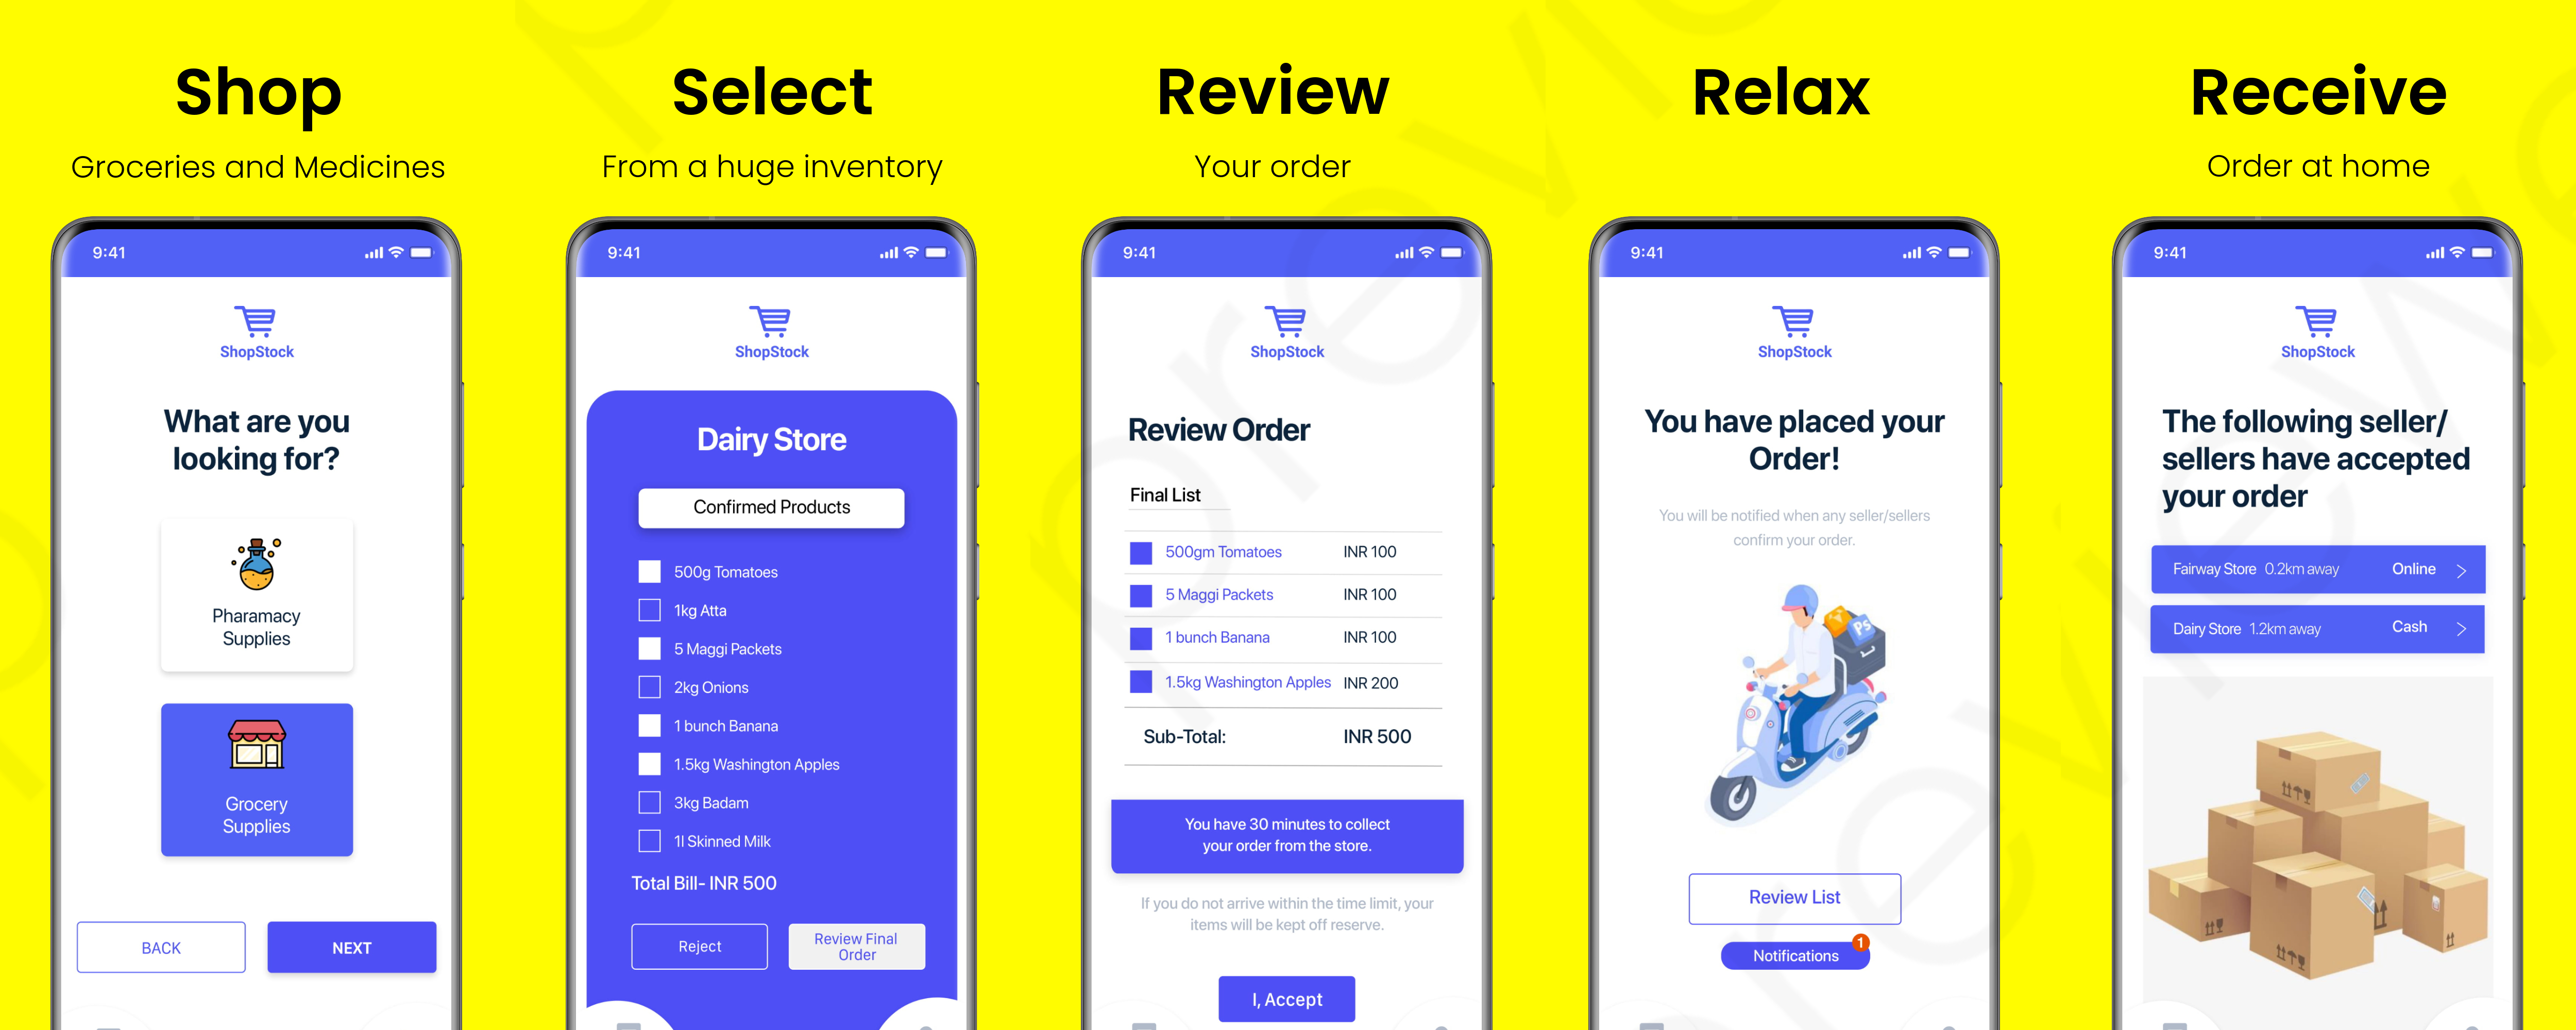 Shop
Groceries and Medicines
9:41
ShopStock
What are you
looking for?
Pharamacy
Supplies
Grocery
Supplies
BACK
NEXT
Select
From a huge inventory
9:41
ShopStock
Dairy Store
Confirmed Products
500g Tomatoes
1kg Atta
5 Maggi Packets
2kg Onions
1 bunch Banana
1.5kg Washington Apples
3kg Badam
1l Skinned Milk
Total Bill- INR 500
Reject
Review Final
Order
Review
Your order
9:41
ShopStock
Review Order
Final List
500gm Tomatoes INR 100
5 Maggi Packets INR 100
1 bunch Banana INR 100
1.5kg Washington Apples INR 200
Sub-Total: INR 500
You have 30 minutes to collect
your order from the store.
If you do not arrive within the time limit, your
items will be kept off reserve.
I, Accept
Relax
9:41
ShopStock
You have placed your
Order!
You will be notified when any seller/sellers
confirm your order.
Ps
Review List
Notifications 1
Receive
Order at home
9:41
ShopStock
The following seller/
sellers have accepted
your order
Fairway Store 0.2km away Online
Dairy Store 1.2km away Cash
preview
preview